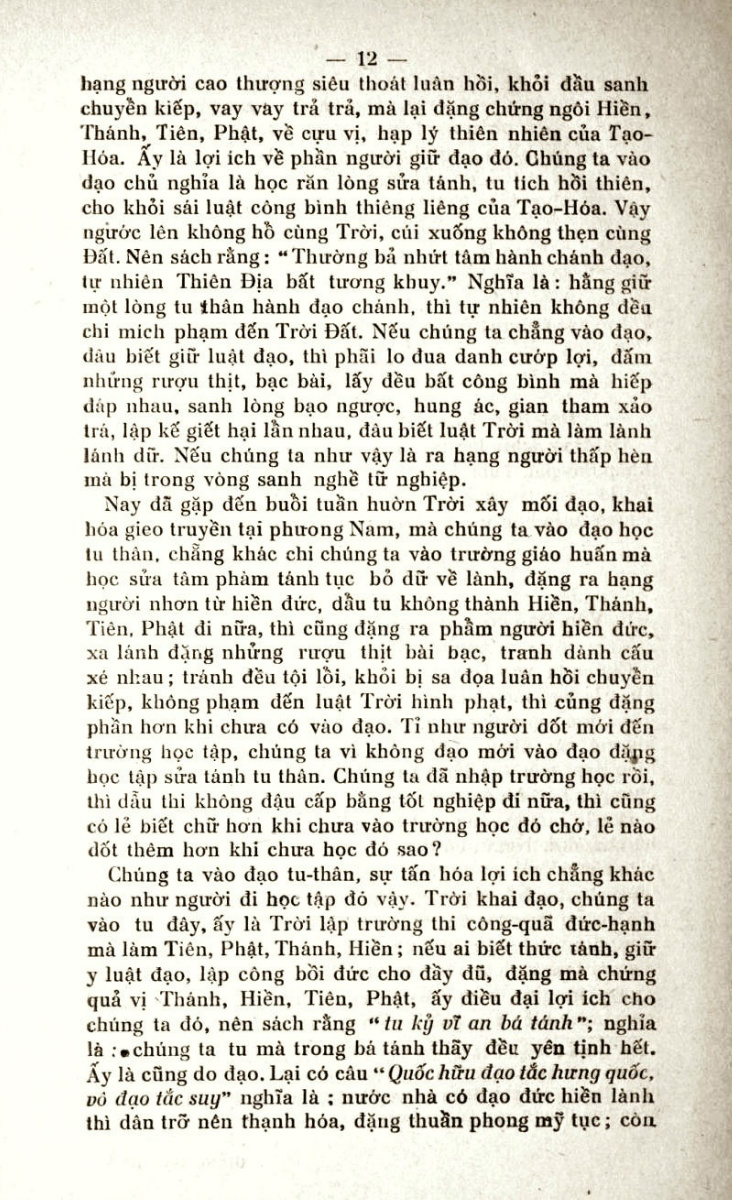 — 12 —
hạng người cao thượng siêu thoát luân hồi, khỏi đầu sanh
chuyển kiếp, vay vay trả trả, mà lại đặng chứng ngôi Hiền,
Thánh, Tiên, Phật, về cựu vị, hạp lý thiên nhiên của Tạo-
Hóa. Ấy là lợi ích về phần người giữ đạo đó. Chúng ta vào
đạo chủ nghĩa là học răn lòng sửa tánh, tu tích hồi thiên,
cho khỏi sái luật công bình thiêng liêng của Tạo-Hóa. Vậy
ngước lên không hổ cùng Trời, cúi xuống không thẹn cùng
Đất. Nên sách rằng : “Thường bả nhứt tâm hành chánh đạo,
tự nhiên Thiên Địa bất tương khuy.” Nghĩa là : hằng giữ
một lòng tu thân hành đạo chánh, thì tự nhiên không đều
chi mích phạm đến Trời Đất. Nếu chúng ta chẳng vào đạo,
đâu biết giữ luật đạo, thì phãi lo đua danh cướp lợi, đắm
những rượu thịt, bạc bài, lấy đều bất công bình mà hiếp
đáp nhau, sanh lòng bạo ngược, hung ác, gian tham xảo
trá, lập kế giết hại lẫn nhau, đâu biết luật Trời mà làm lành
lánh dữ. Nếu chúng ta như vậy là ra hạng người thấp hèn
mà bị trong vòng sanh nghề tữ nghiệp.
Nay đã gặp đến buổi tuần huờn Trời xây mối đạo, khai
hóa gieo truyền tại phương Nam, mà chúng ta vào đạo học
tu thân, chẳng khác chi chúng ta vào trường giáo huấn mà
học sửa tâm phàm tánh tục bỏ dữ về lành, đặng ra hạng
người nhơn từ hiền đức, dầu tu không thành Hiền, Thánh,
Tiên, Phật đi nữa, thì cũng đặng ra phẩm người hiền đức,
xa lánh đặng những rượu thịt bài bạc, tranh dành cấu
xé nhau ; tránh đều tội lỗi, khỏi bị sa đọa luân hồi chuyển
kiếp, không phạm đến luật Trời hình phạt, thì củng đặng
phần hơn khi chưa có vào đạo. Tỉ như người dốt mới đến
trường học tập, chúng ta vì không đạo mới vào đạo đặng
học tập sửa tánh tu thân. Chúng ta đã nhập trường học rồi,
thì dẫu thi không đậu cấp bằng tốt nghiệp đi nữa, thì cũng
có lẻ biết chữ hơn khi chưa vào trường học đó chớ, lẻ nào
dốt thêm hơn khi chưa học đó sao ?
Chúng ta vào đạo tu-thân, sự tấn hóa lợi ích chẳng khác
nào như người đi học tập đó vậy. Trời khai đạo, chúng ta
vào tu đây, ấy là Trời lập trường thi công-quả đức-hạnh
mà làm Tiên, Phật, Thánh, Hiền ; nếu ai biết thức tánh, giữ
y luật đạo, lập công bồi đức cho đầy đũ, đặng mà chứng
quả vị Thánh, Hiền, Tiên, Phật, ấy điều đại lợi ích cho
chúng ta đó, nên sách rằng “tu kỷ vĩ an bá tánh”; nghĩa
là : chúng ta tu mà trong bá tánh thãy đều yên tịnh hết.
Ấy là cũng do đạo. Lại có câu “Quốc hữu đạo tắc hưng quốc,
vô đạo tắc suy” nghĩa là ; nước nhà có đạo đức hiền lành
thì dân trở nên thạnh hóa, đặng thuần phong mỹ tục ; còn